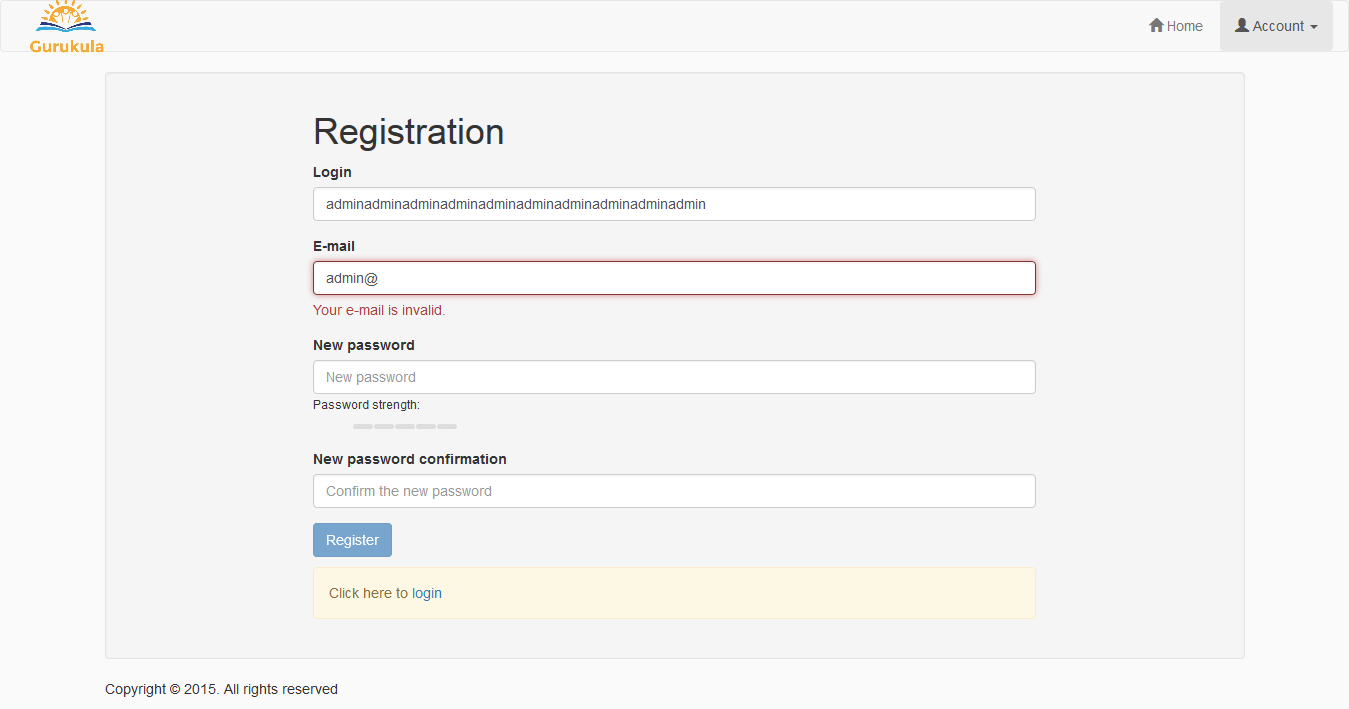 Gurukula
Home
Account
Registration
Login
adminadminadminadminadminadminadminadminadminadmin
E-mail
admin@
Your e-mail is invalid.
New password
New password
Password strength:
New password confirmation
Confirm the new password
Register
Click here to login
Copyright © 2015. All rights reserved